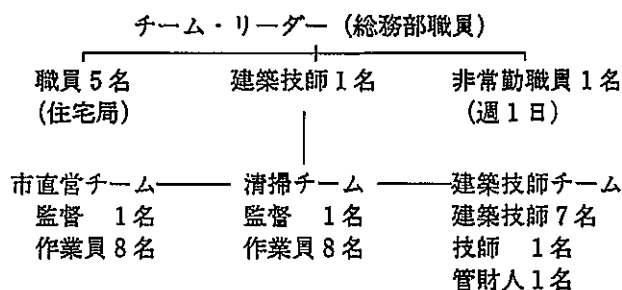 チーム・リーダー（総務部職員）
職員5名 建築技師1名 非常勤職員1名
（住宅局） （週1日）
市直営チーム 清掃チーム 建築技師チーム
監督 1名 監督 1名 建築技師7名
作業員8名 作業員8名 技師 1名
管財人1名